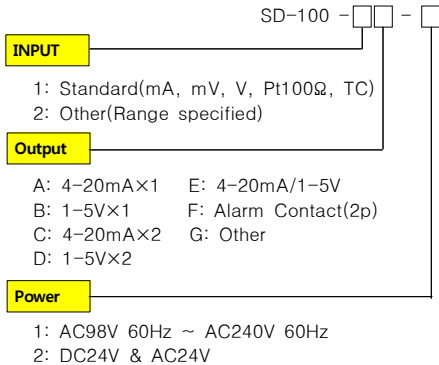 SD-100 -□□ - □
INPUT
1: Standard(mA, mV, V, Pt100Ω, TC)
2: Other(Range specified)
Output
A: 4-20mA×1 E: 4-20mA/1-5V
B: 1-5V×1 F: Alarm Contact(2p)
C: 4-20mA×2 G: Other
D: 1-5V×2
Power
1: AC98V 60Hz ~ AC240V 60Hz
2: DC24V & AC24V